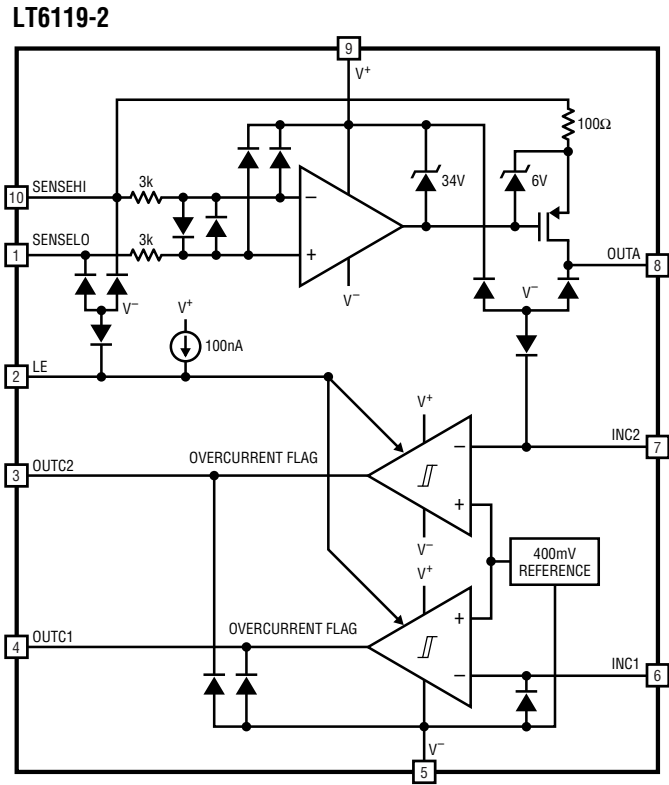 LT6119-2
9
V⁺
100Ω
34V
6V
10
SENSEHI
3k
−
1
SENSELO
3k
+
V⁻
8
OUTA
V⁻
V⁺
100nA
V⁻
2
LE
V⁺
−
7
INC2
3
OUTC2
OVERCURRENT FLAG
+
V⁻
400mV
REFERENCE
V⁺
+
4
OUTC1
OVERCURRENT FLAG
−
6
INC1
V⁻
5